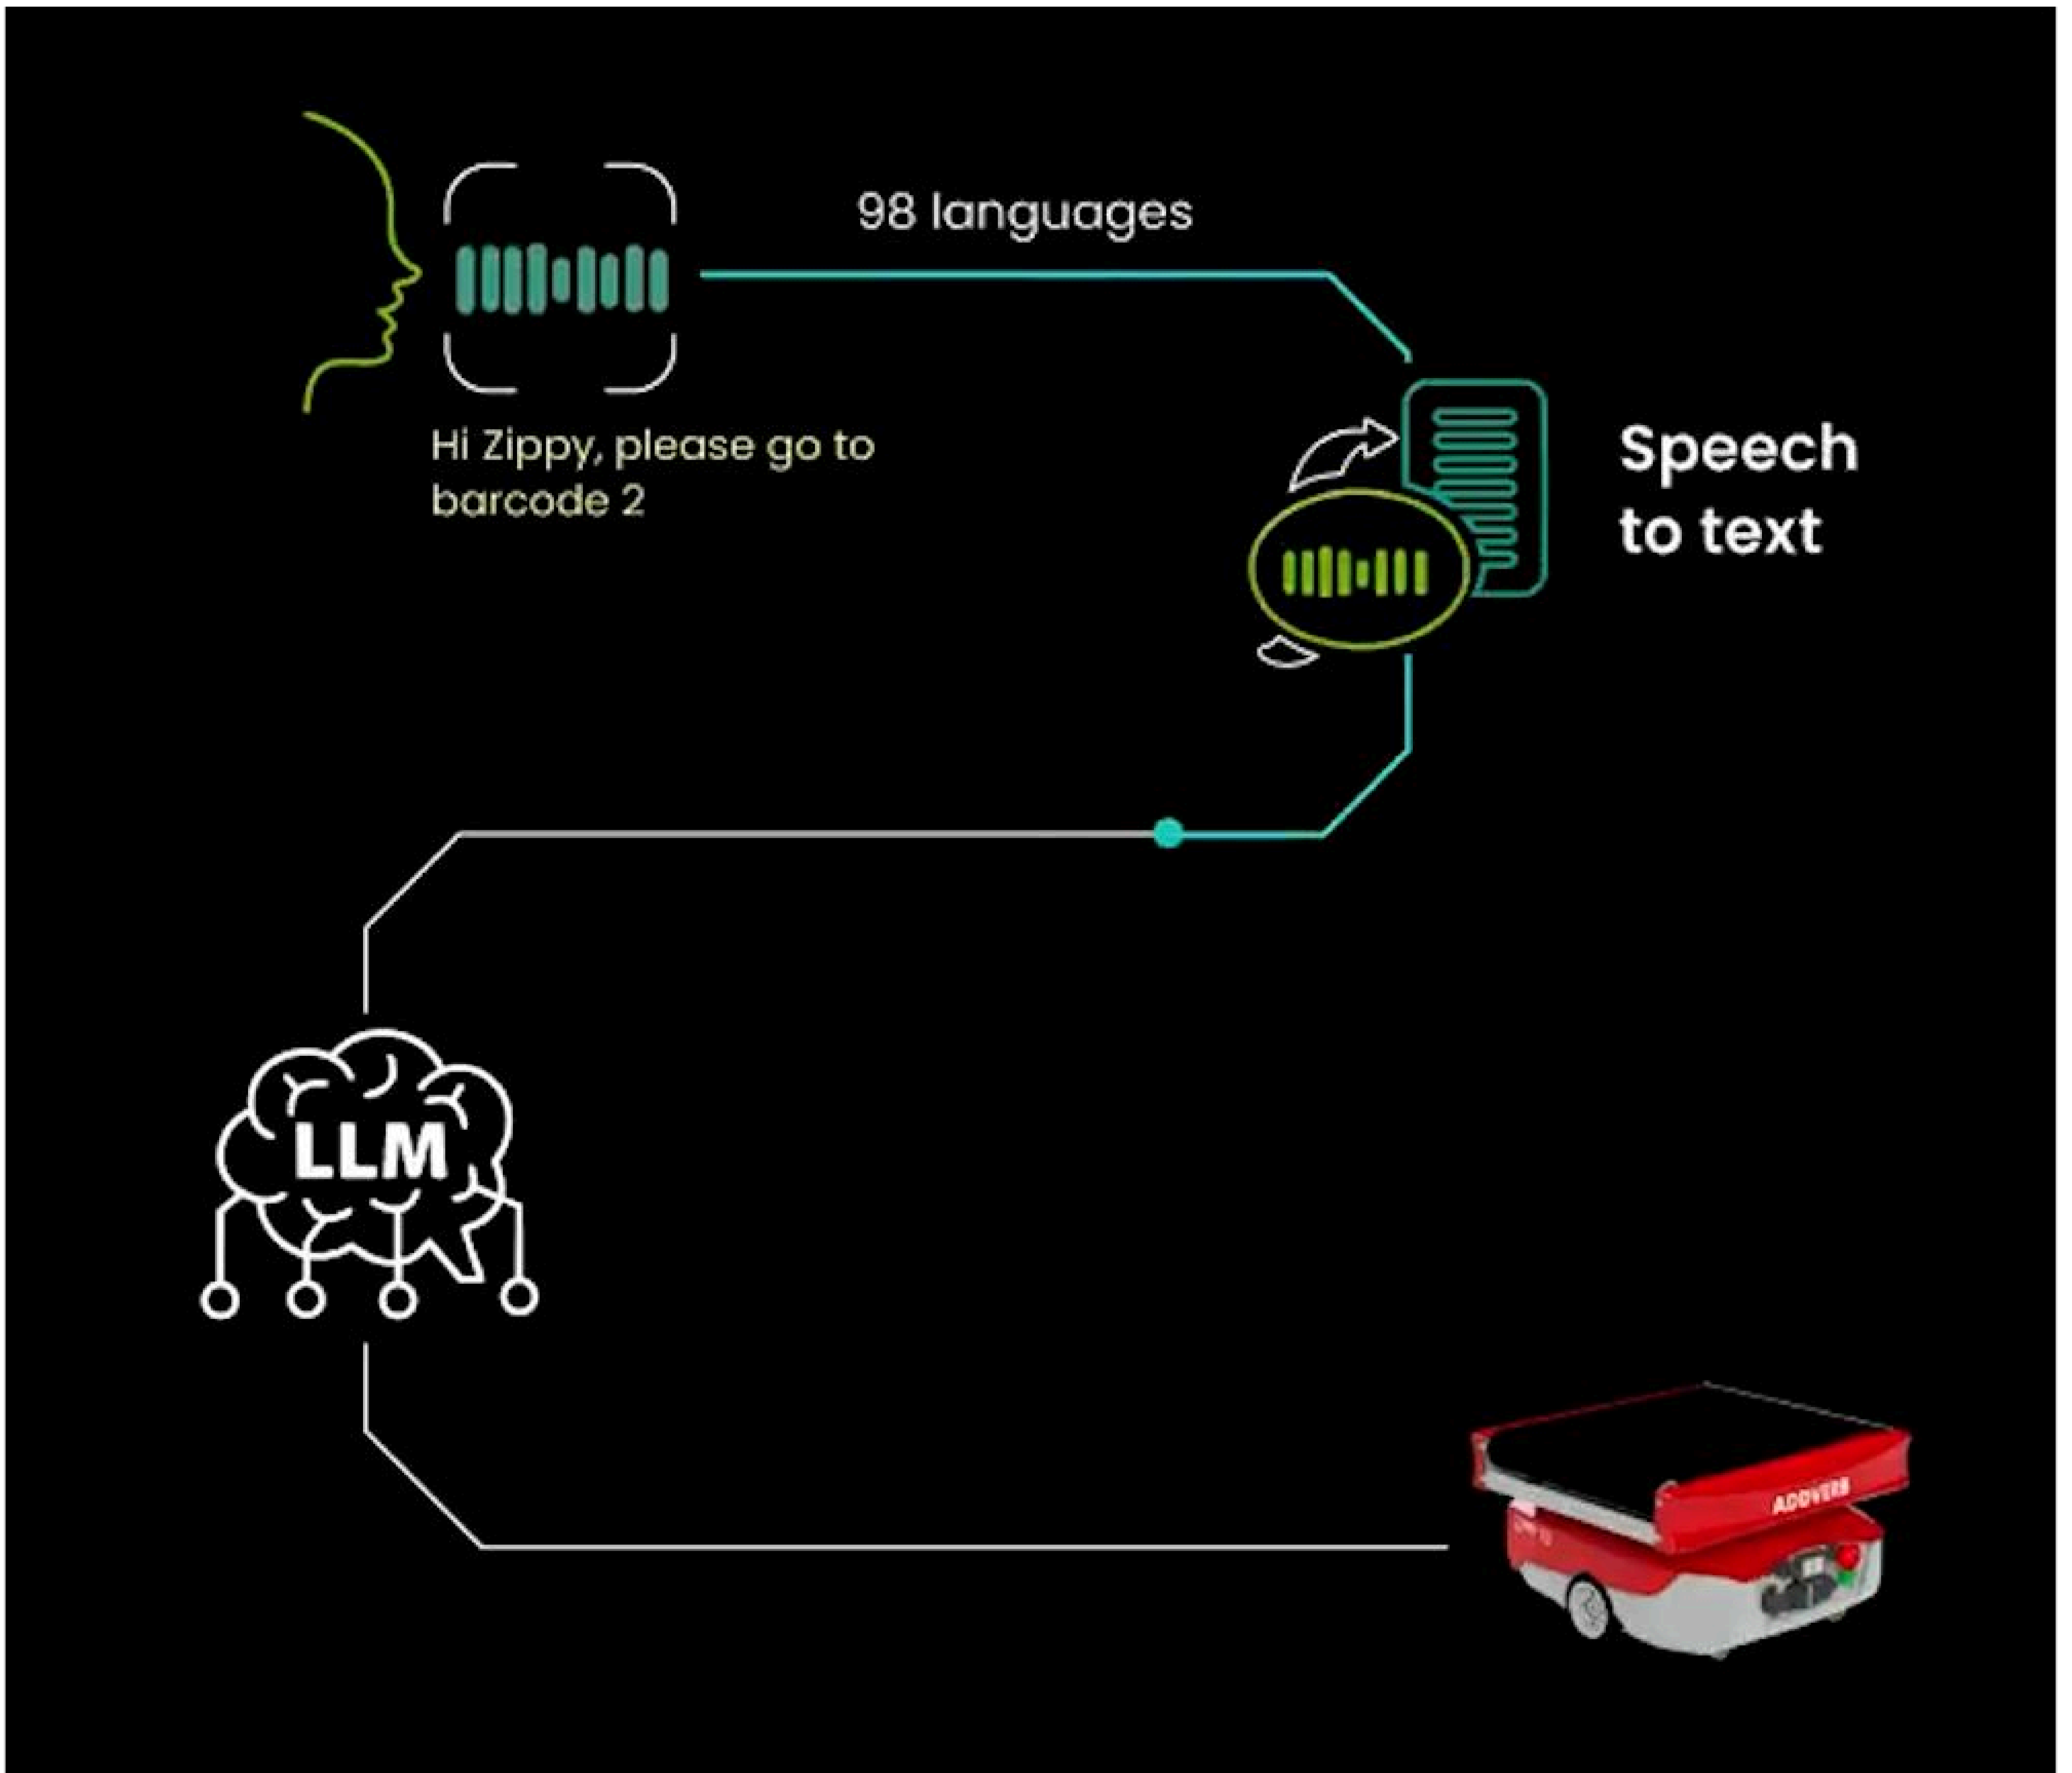 98 languages
Hi Zippy, please go to
barcode 2
Speech
to text
LLM
ADDVERB